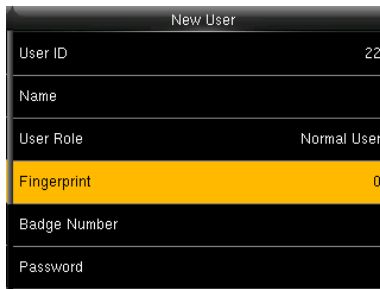 New User
User ID 22
Name
User Role Normal User
Fingerprint 0
Badge Number
Password